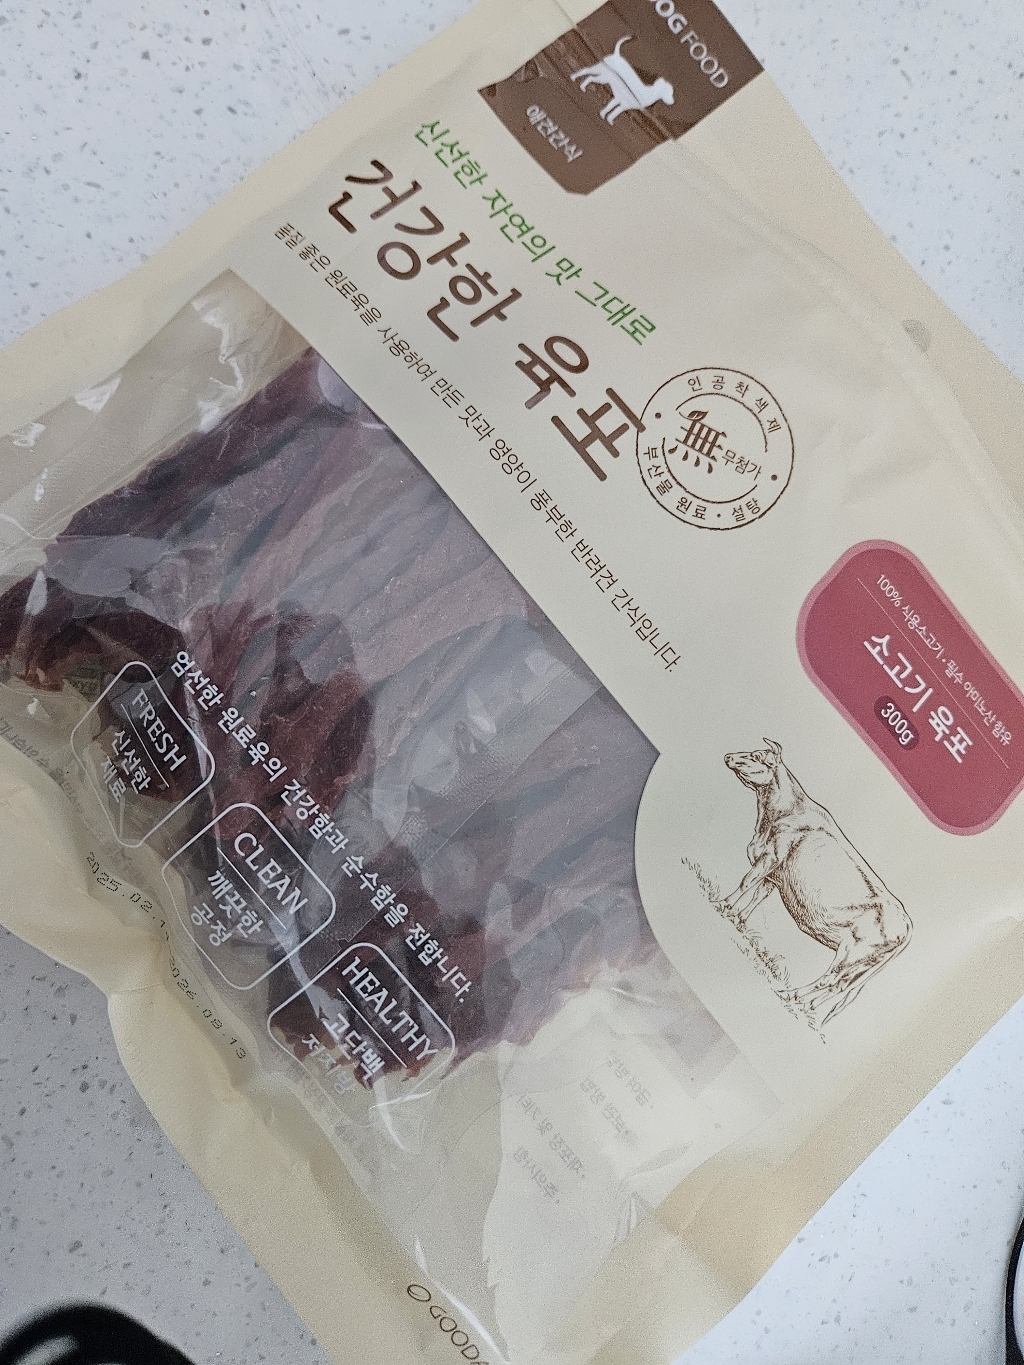 DOG FOOD
애견간식
신선한 자연의 맛 그대로
건강한 육포
품질 좋은 원료육을 사용하여 만든 맛과 영양이 풍부한 반려견 간식입니다.
인공착색제
無무첨가
부산물 원료 · 설탕
100% 식용소고기 · 필수 아미노산 함유
소고기 육포
300g
엄선한 원료육의 건강함과 순수함을 전합니다.
FRESH
신선한
재료
CLEAN
깨끗한
공정
HEALTHY
고단백
저지방
2026.08.13